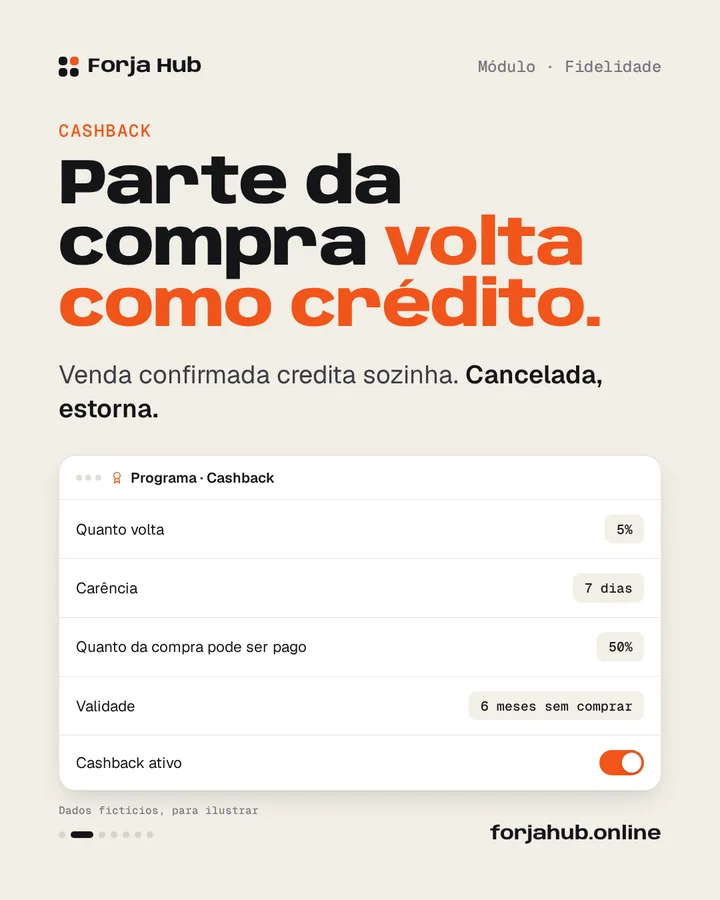 Forja Hub
Módulo · Fidelidade
CASHBACK
Parte da
compra volta
como crédito.
Venda confirmada credita sozinha. Cancelada,
estorna.
Programa · Cashback
Quanto volta
5%
Carência
7 dias
Quanto da compra pode ser pago
50%
Validade
6 meses sem comprar
Cashback ativo
Dados fictícios, para ilustrar
forjahub.online